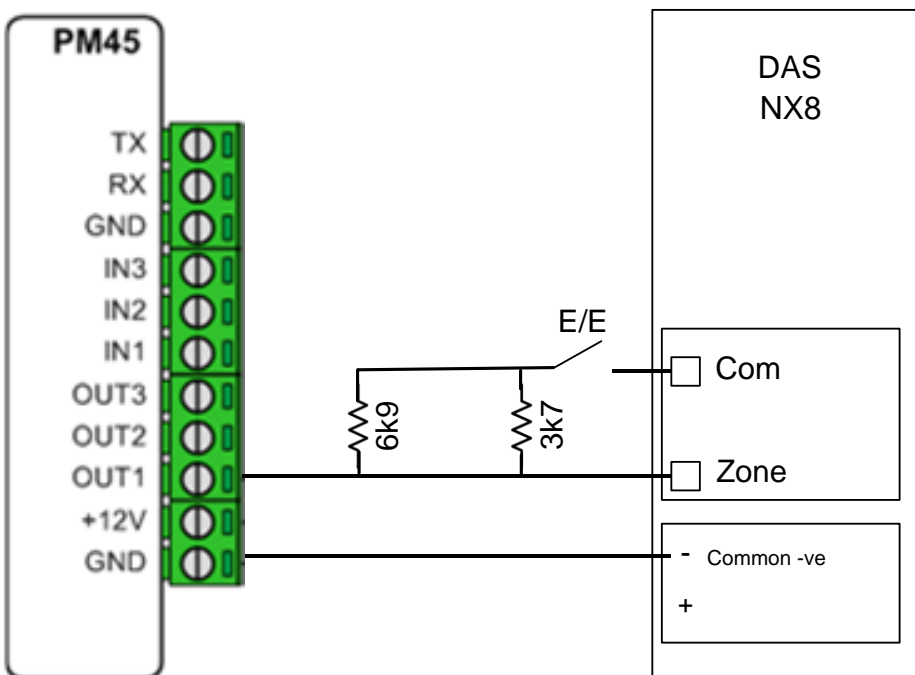 PM45
TX
RX
GND
IN3
IN2
IN1
OUT3
OUT2
OUT1
+12V
GND
E/E
6k9
3k7
DAS
NX8
Com
Zone
- Common -ve
+